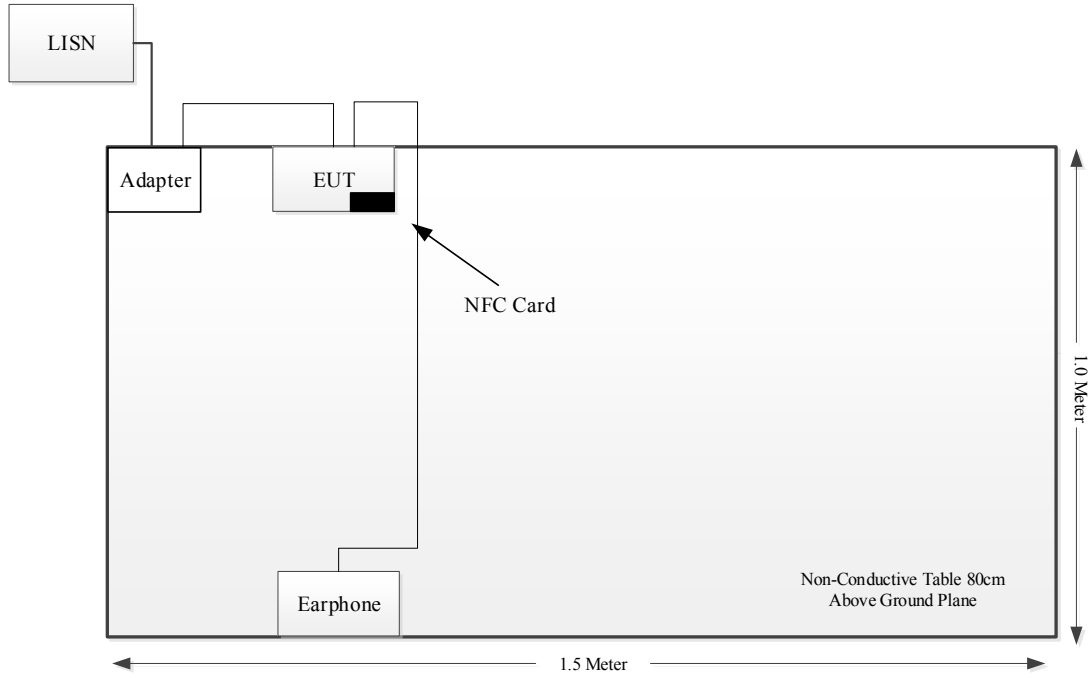 LISN
Adapter
EUT
NFC Card
1.0 Meter
Earphone
Non-Conductive Table 80cm
Above Ground Plane
1.5 Meter